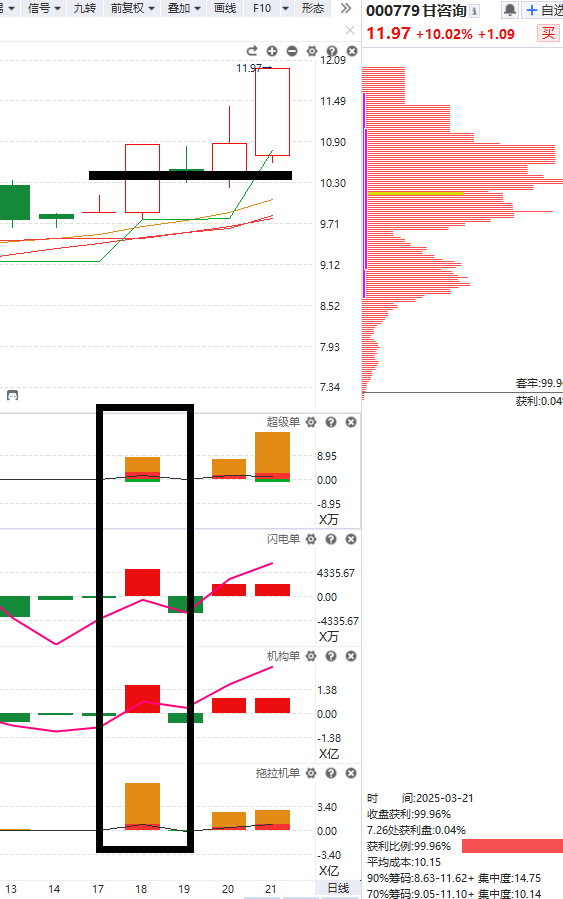 信号 九转 前复权 叠加 画线 F10 形态
000779 甘咨询 自选
11.97 +10.02% +1.09 买
12.09
11.97
11.49
10.90
10.30
9.71
9.12
8.52
7.93
7.34
套牢:99.9
获利:0.04
超级单
8.95
0.00
-8.95
X万
闪电单
4335.67
0.00
-4335.67
X万
机构单
1.38
0.00
-1.38
X亿
拖拉机单
3.40
0.00
-3.40
X亿
13 14 17 18 19 20 21 日线
时 间:2025-03-21
收盘获利:99.96%
7.26处获利盘:0.04%
获利比例:99.96%
平均成本:10.15
90%筹码:8.63-11.62+ 集中度:14.75
70%筹码:9.05-11.10+ 集中度:10.14